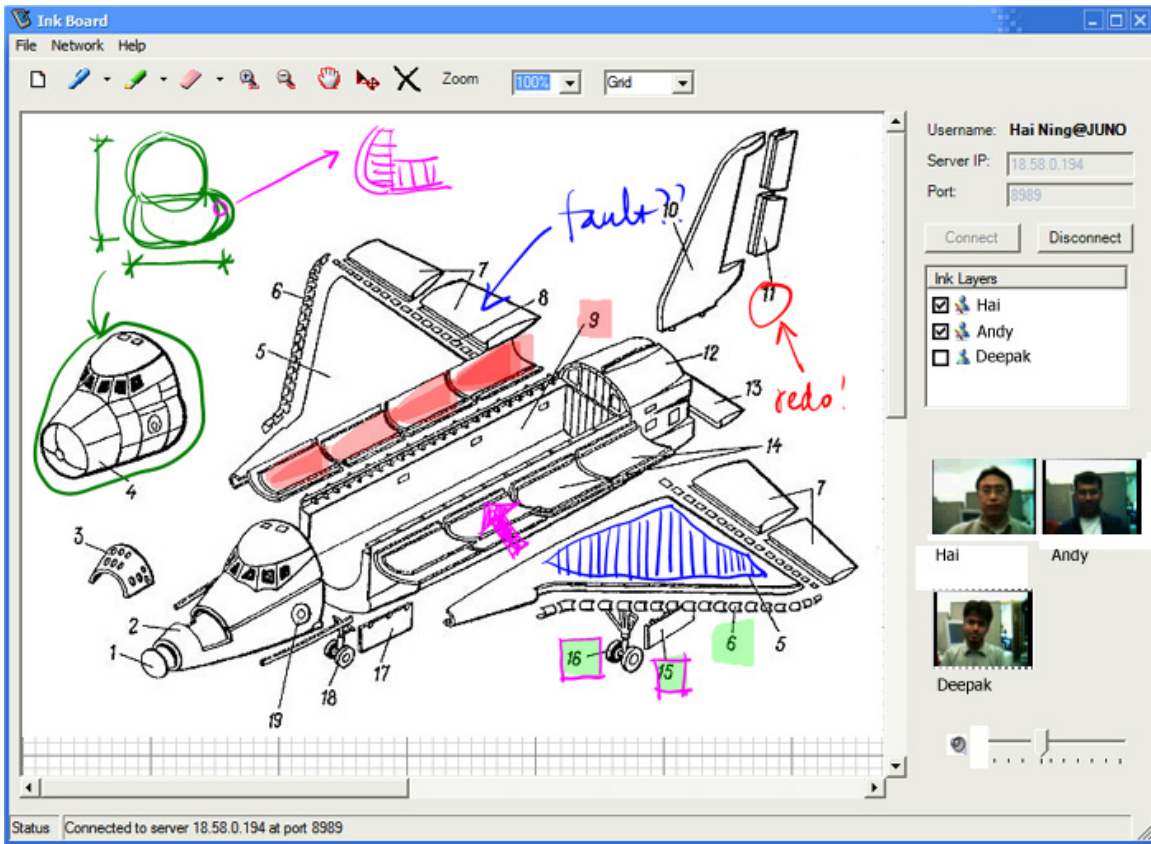 Ink Board
File Network Help
Zoom 100% Grid
Username: Hai Ning@JUNO
Server IP: 18.58.0.194
Port: 8989
Connect Disconnect
Ink Layers
Hai
Andy
Deepak
fault??
10
11
redo!
7
8
6
9
5
12
13
4
14
7
3
2
1
5
6
16
15
17
18
19
Hai Andy
Deepak
Status Connected to server 18.58.0.194 at port 8989